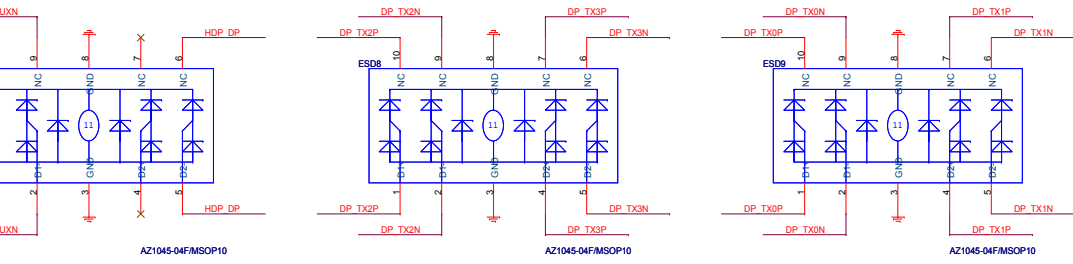 UXN
DP_TX2N
DP_TX3P
DP_TX0N
DP_TX1P
HDP_DP
DP_TX2P
DP_TX3N
DP_TX0P
DP_TX1N
9 8 7 6
10 9 8 7 6
10 9 8 7 6
ESD8
ESD9
NC GND NC
NC NC GND NC NC
NC NC GND NC NC
11
11
11
D1- GND D2+ D2-
D1+ D1- GND D2+ D2-
D1+ D1- GND D2+ D2-
2 3 4 5
1 2 3 4 5
1 2 3 4 5
HDP_DP
DP_TX2P
DP_TX3N
DP_TX0P
DP_TX1N
UXN
DP_TX2N
DP_TX3P
DP_TX0N
DP_TX1P
AZ1045-04F/MSOP10
AZ1045-04F/MSOP10
AZ1045-04F/MSOP10